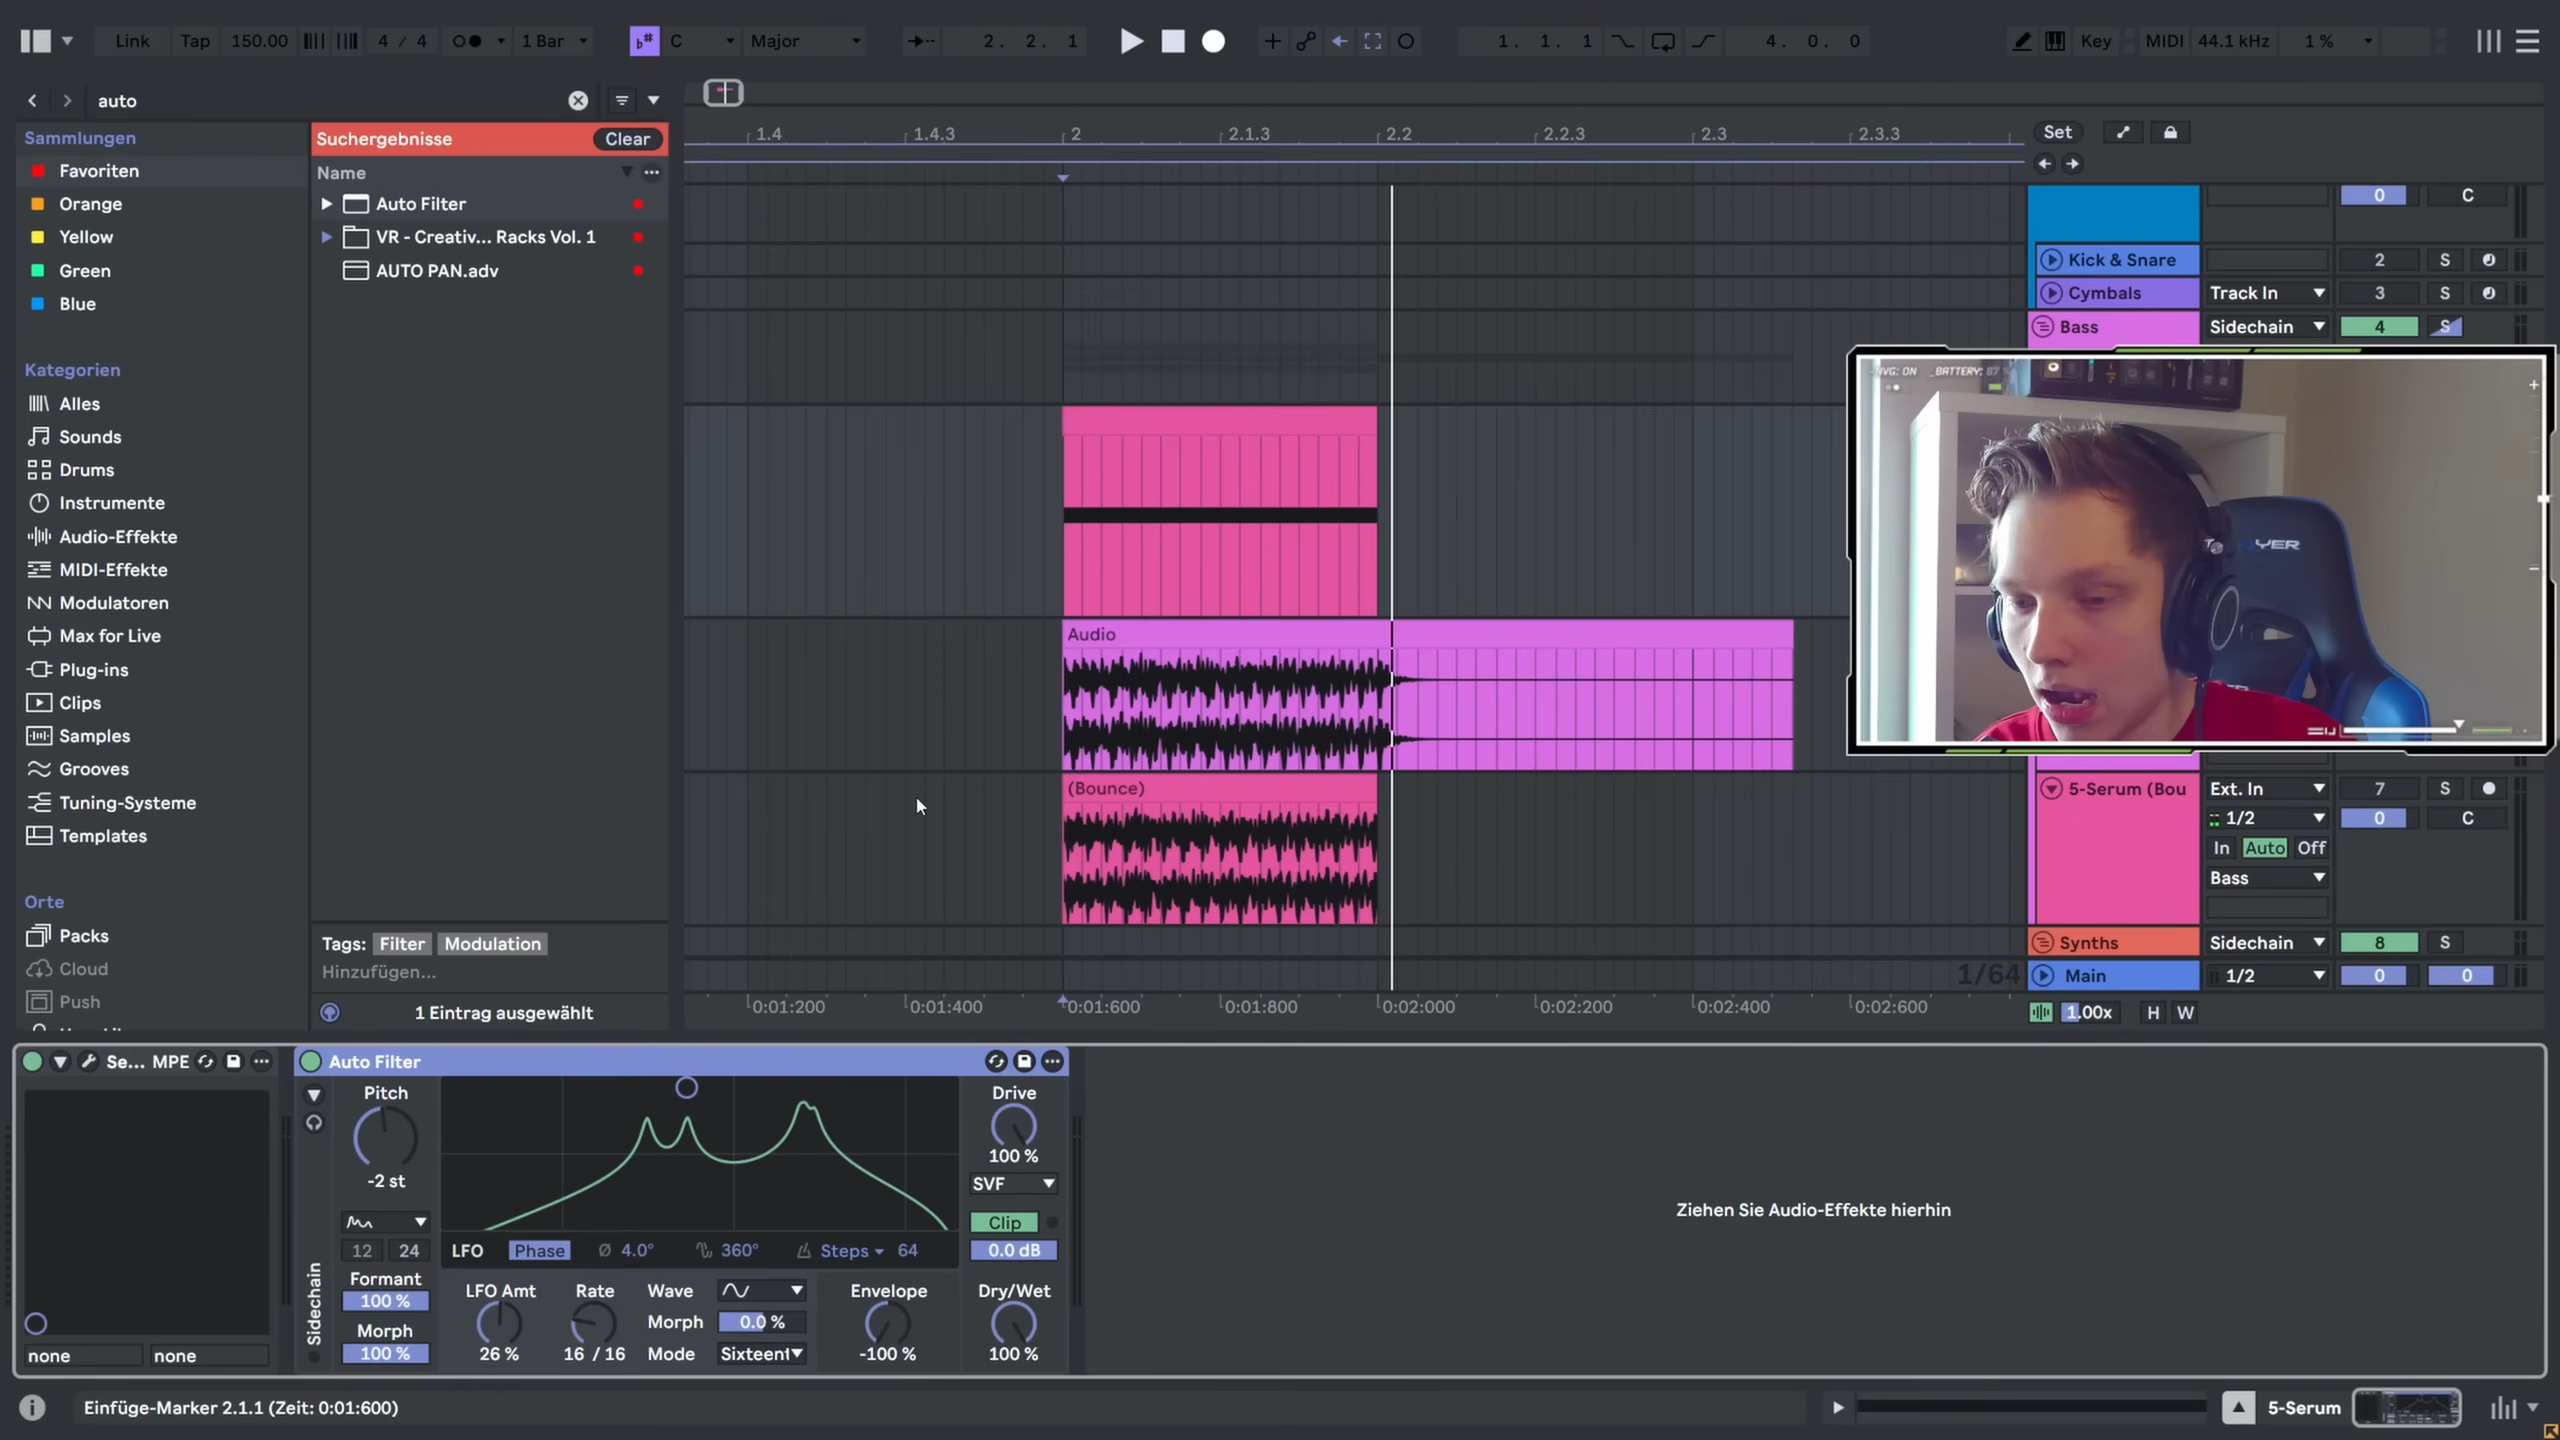 Link Tap 150.00 4 / 4 1 Bar C Major 2. 2. 1 1. 1. 1 4. 0. 0 Key MIDI 44.1 kHz 1 %
auto
Sammlungen
Favoriten
Orange
Yellow
Green
Blue
Kategorien
Alles
Sounds
Drums
Instrumente
Audio-Effekte
MIDI-Effekte
Modulatoren
Max for Live
Plug-ins
Clips
Samples
Grooves
Tuning-Systeme
Templates
Orte
Packs
Cloud
Push
Suchergebnisse Clear
Name
Auto Filter
VR - Creativ... Racks Vol. 1
AUTO PAN.adv
Tags: Filter Modulation
Hinzufügen...
1 Eintrag ausgewählt
1.4 1.4.3 2 2.1.3 2.2 2.2.3 2.3 2.3.3
Set
Audio
(Bounce)
1/64
0:01:200 0:01:400 0:01:600 0:01:800 0:02:000 0:02:200 0:02:400 0:02:600
0 C
Kick & Snare 2 S
Cymbals Track In 3 S
Bass Sidechain 4 S
NVG: ON _BATTERY: 87 %
5-Serum (Bou Ext. In 7 S
1/2 0 C
In Auto Off
Bass
Synths Sidechain 8 S
Main 1/2 0 0
1.00x H W
Se... MPE
none none
Auto Filter
Sidechain
Pitch
-2 st
12 24
Formant
100 %
Morph
100 %
LFO Phase Ø 4.0° 360° Steps 64
LFO Amt
26 %
Rate
16 / 16
Wave
Morph 0.0 %
Mode Sixteent
Envelope
-100 %
Drive
100 %
SVF
Clip
0.0 dB
Dry/Wet
100 %
Ziehen Sie Audio-Effekte hierhin
Einfüge-Marker 2.1.1 (Zeit: 0:01:600)
5-Serum